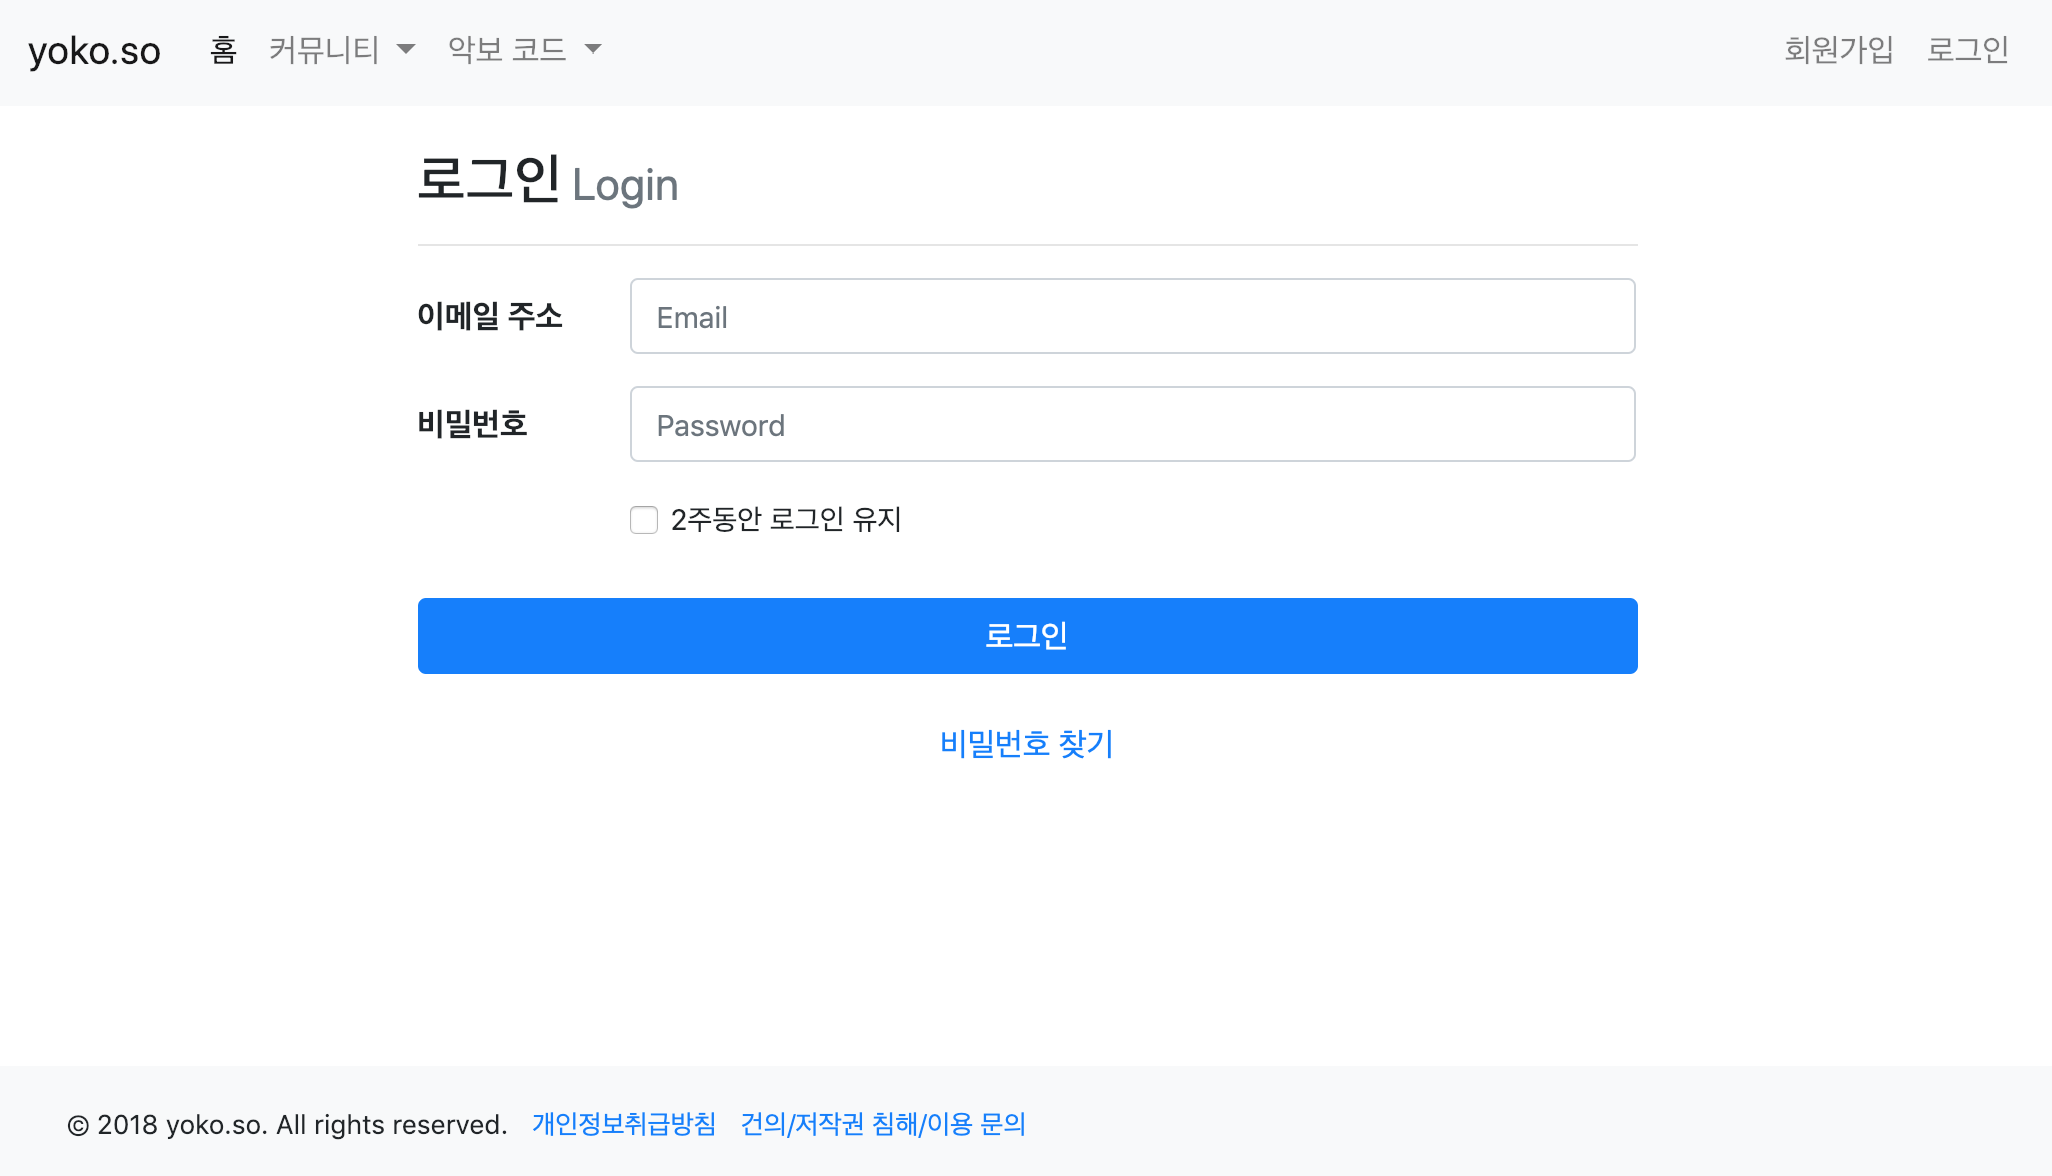 yoko.so 홈 커뮤니티 악보 코드 회원가입 로그인
로그인 Login
이메일 주소 Email
비밀번호 Password
2주동안 로그인 유지
로그인
비밀번호 찾기
© 2018 yoko.so. All rights reserved. 개인정보취급방침 건의/저작권 침해/이용 문의